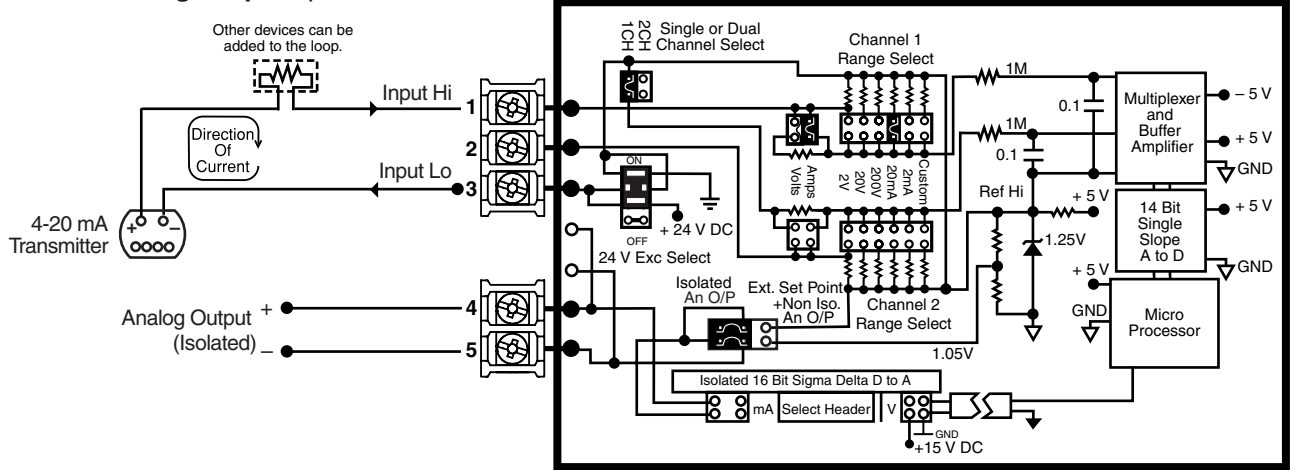 Other devices can be
added to the loop.
Input Hi
Direction
Of
Current
Input Lo
4-20 mA
Transmitter
+
–
Analog Output
(Isolated)
+
–
1
2
3
4
5
1CH
2CH
Single or Dual
Channel Select
Channel 1
Range Select
ON
OFF
+ 24 V DC
24 V Exc Select
Volts
Amps
2V
20V
200V
20mA
2mA
Custom
1M
0.1
1M
0.1
Ref Hi
+ 5 V
1.25V
Multiplexer
and
Buffer
Amplifier
– 5 V
+ 5 V
GND
14 Bit
Single
Slope
A to D
+ 5 V
GND
+ 5 V
GND
Micro
Processor
Isolated
An O/P
Ext. Set Point
+Non Iso.
An O/P
Channel 2
Range Select
1.05V
Isolated 16 Bit Sigma Delta D to A
mA
Select Header
V
GND
+15 V DC